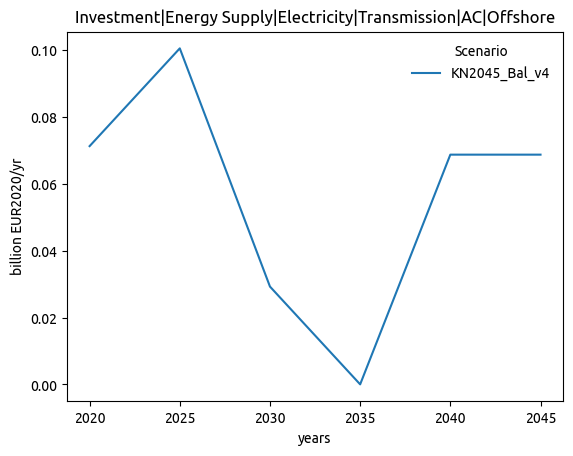 Investment|Energy Supply|Electricity|Transmission|AC|Offshore
Scenario
KN2045_Bal_v4
billion EUR2020/yr
0.10
0.08
0.06
0.04
0.02
0.00
2020 2025 2030 2035 2040 2045
years